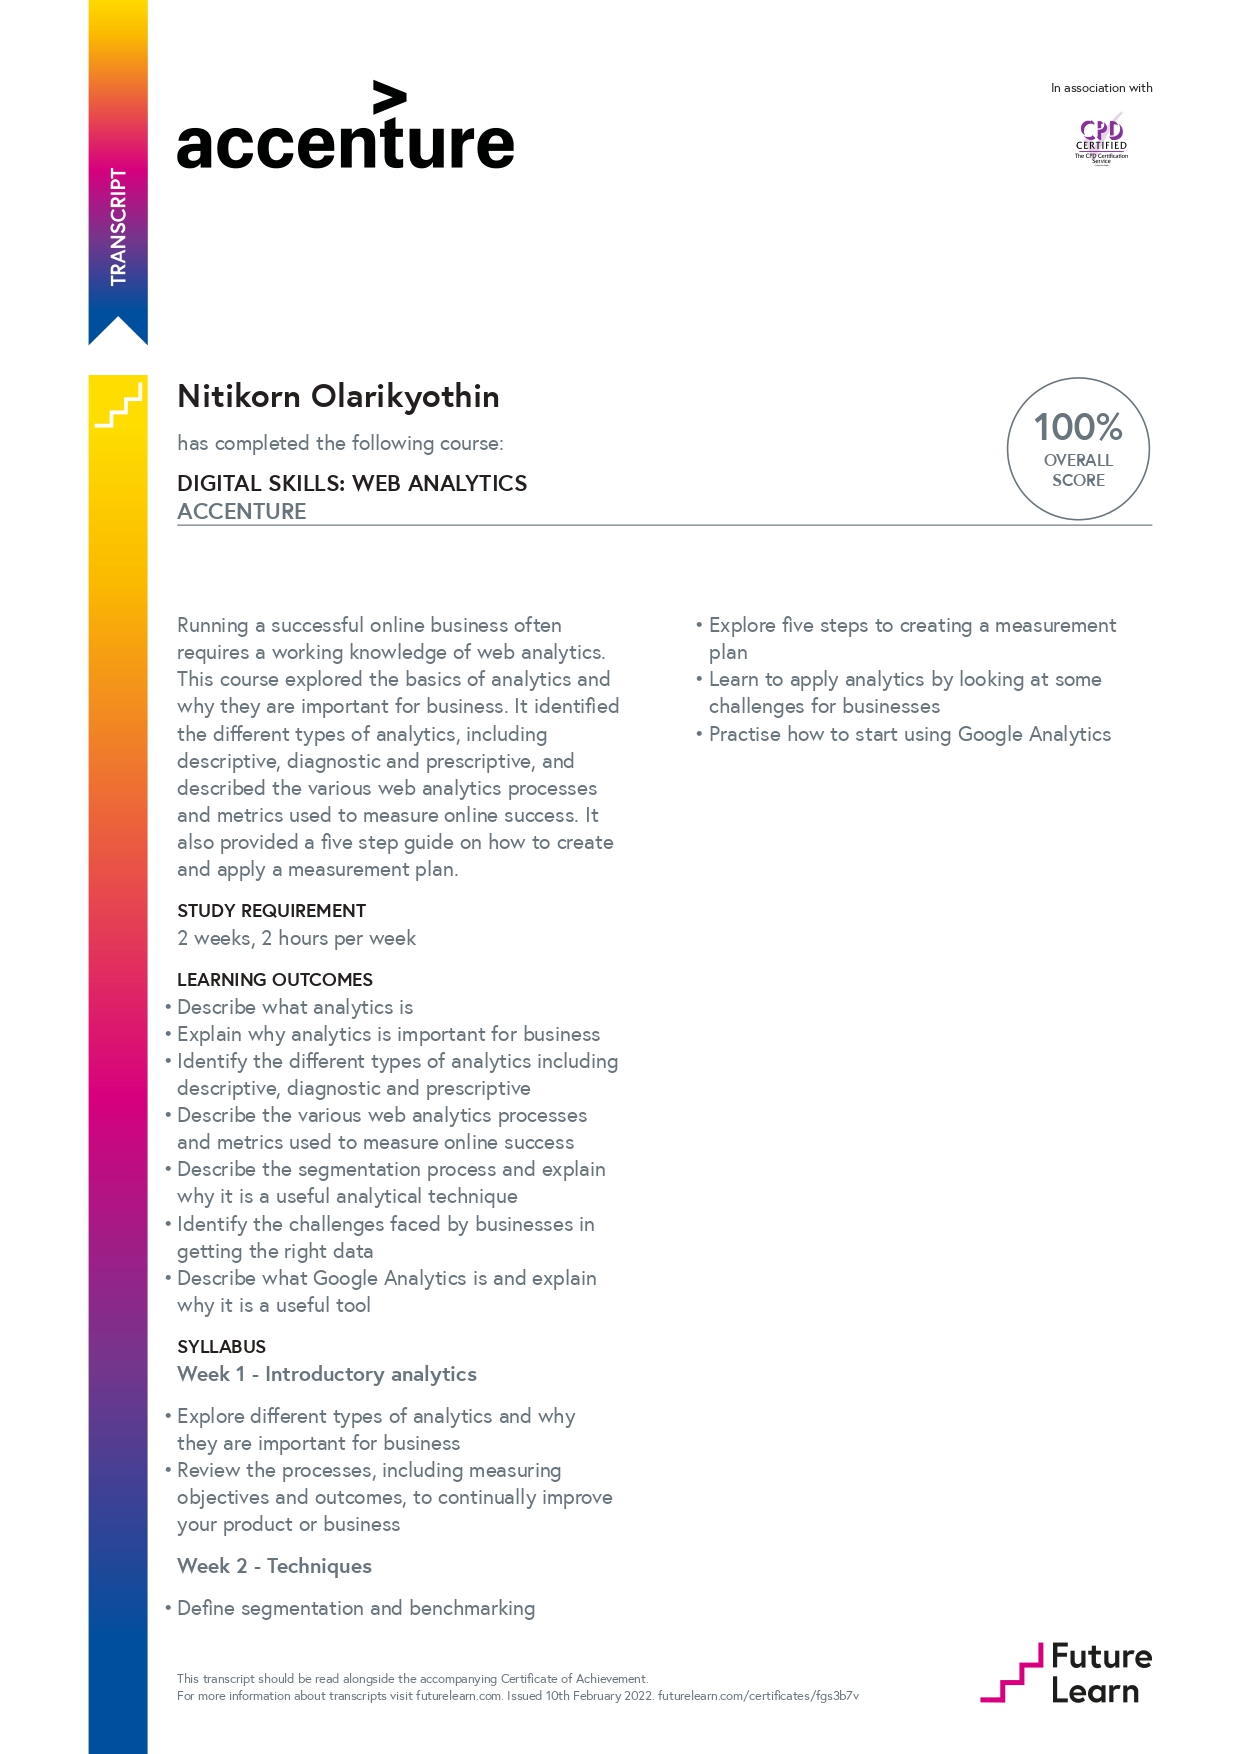 TRANSCRIPT
accenture
In association with
CPD
CERTIFIED
The CPD Certification
Service
Nitikorn Olarikyothin
has completed the following course:
DIGITAL SKILLS: WEB ANALYTICS
ACCENTURE
100%
OVERALL
SCORE
Running a successful online business often
requires a working knowledge of web analytics.
This course explored the basics of analytics and
why they are important for business. It identified
the different types of analytics, including
descriptive, diagnostic and prescriptive, and
described the various web analytics processes
and metrics used to measure online success. It
also provided a five step guide on how to create
and apply a measurement plan.
STUDY REQUIREMENT
2 weeks, 2 hours per week
LEARNING OUTCOMES
• Describe what analytics is
• Explain why analytics is important for business
• Identify the different types of analytics including
descriptive, diagnostic and prescriptive
• Describe the various web analytics processes
and metrics used to measure online success
• Describe the segmentation process and explain
why it is a useful analytical technique
• Identify the challenges faced by businesses in
getting the right data
• Describe what Google Analytics is and explain
why it is a useful tool
SYLLABUS
Week 1 - Introductory analytics
• Explore different types of analytics and why
they are important for business
• Review the processes, including measuring
objectives and outcomes, to continually improve
your product or business
Week 2 - Techniques
• Define segmentation and benchmarking
• Explore five steps to creating a measurement
plan
• Learn to apply analytics by looking at some
challenges for businesses
• Practise how to start using Google Analytics
This transcript should be read alongside the accompanying Certificate of Achievement.
For more information about transcripts visit futurelearn.com. Issued 10th February 2022. futurelearn.com/certificates/fgs3b7v
Future
Learn